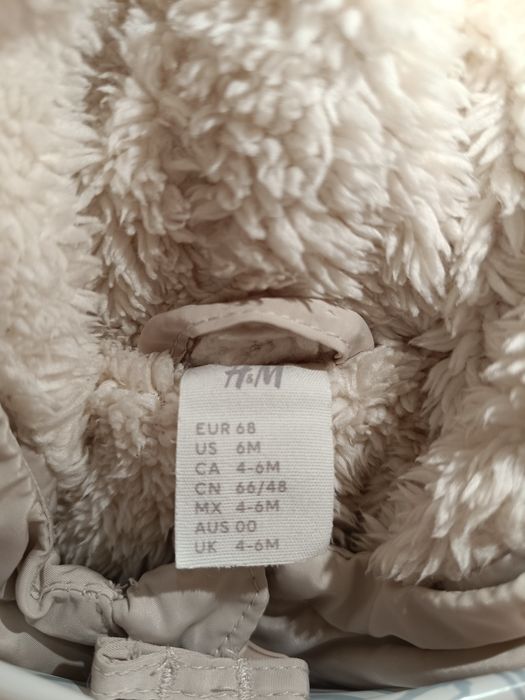 H&M
EUR 68
US 6M
CA 4-6M
CN 66/48
MX 4-6M
AUS 00
UK 4-6M